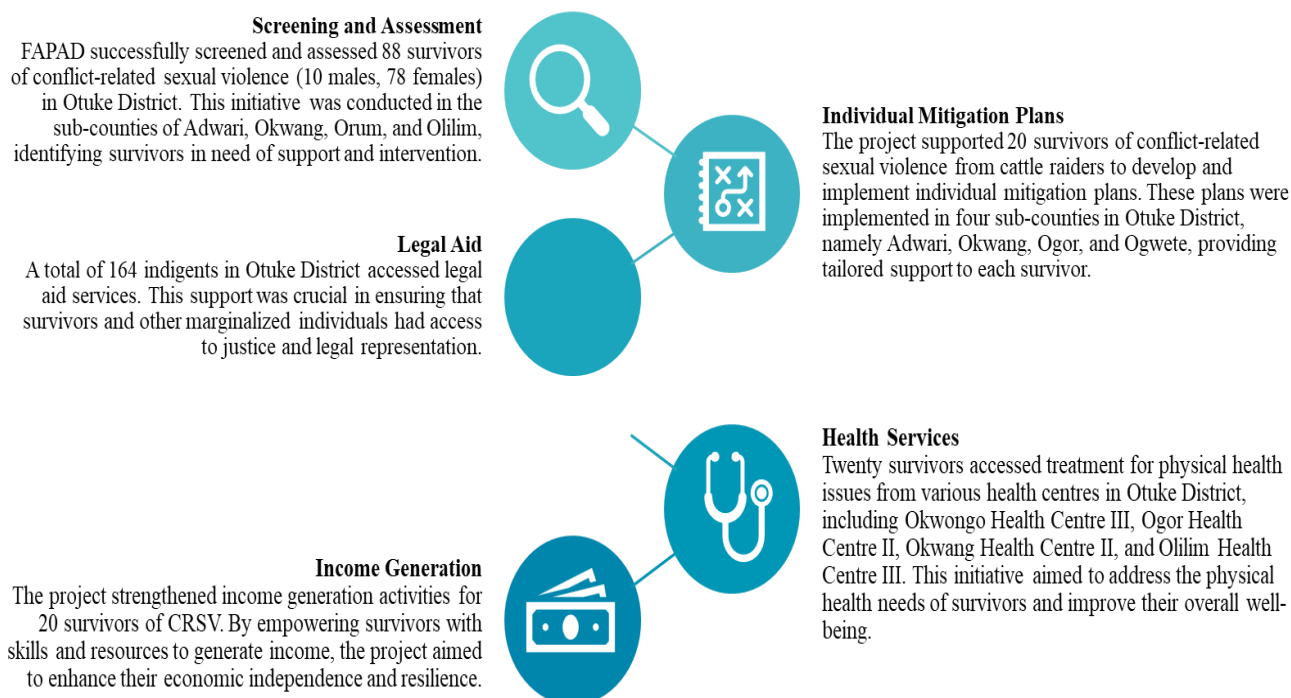 Screening and Assessment
FAPAD successfully screened and assessed 88 survivors
of conflict-related sexual violence (10 males, 78 females)
in Otuke District. This initiative was conducted in the
sub-counties of Adwari, Okwang, Orum, and Olilim,
identifying survivors in need of support and intervention.
Individual Mitigation Plans
The project supported 20 survivors of conflict-related
sexual violence from cattle raiders to develop and
implement individual mitigation plans. These plans were
implemented in four sub-counties in Otuke District,
namely Adwari, Okwang, Ogor, and Ogwete, providing
tailored support to each survivor.
Legal Aid
A total of 164 indigents in Otuke District accessed legal
aid services. This support was crucial in ensuring that
survivors and other marginalized individuals had access
to justice and legal representation.
Health Services
Twenty survivors accessed treatment for physical health
issues from various health centres in Otuke District,
including Okwongo Health Centre III, Ogor Health
Centre II, Okwang Health Centre II, and Olilim Health
Centre III. This initiative aimed to address the physical
health needs of survivors and improve their overall well-
being.
Income Generation
The project strengthened income generation activities for
20 survivors of CRSV. By empowering survivors with
skills and resources to generate income, the project aimed
to enhance their economic independence and resilience.